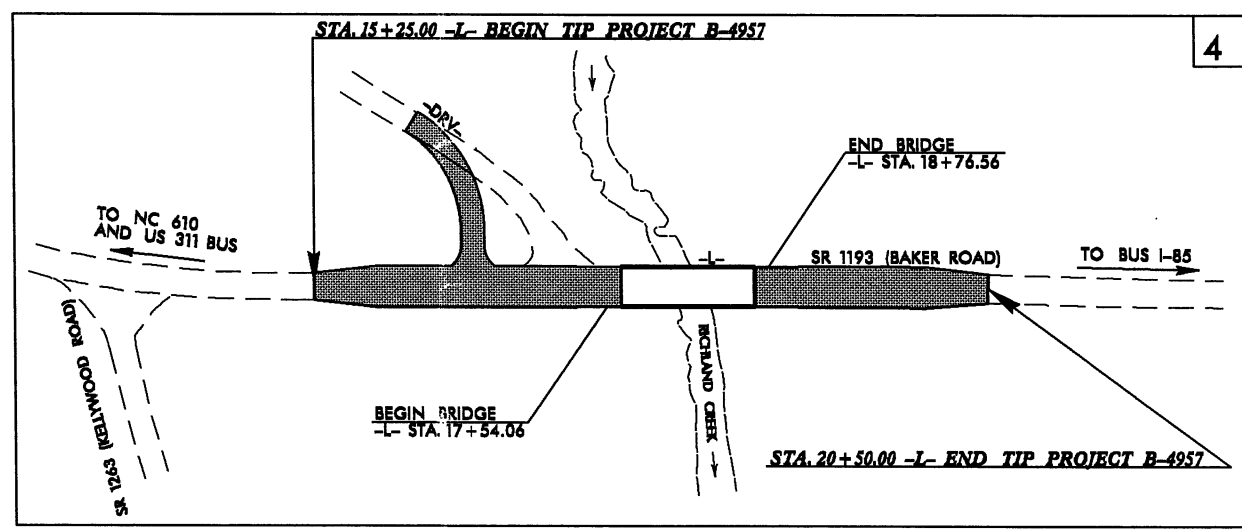 STA. 15+25.00 -L- BEGIN TIP PROJECT B-4957
4
-DRV-
END BRIDGE
-L- STA. 18+76.56
TO NC 610
AND US 311 BUS
-L-
SR 1193 (BAKER ROAD)
TO BUS I-85
SR 1263 (KELLYWOOD ROAD)
RICHLAND CREEK
BEGIN BRIDGE
-L- STA. 17+54.06
STA. 20+50.00 -L- END TIP PROJECT B-4957